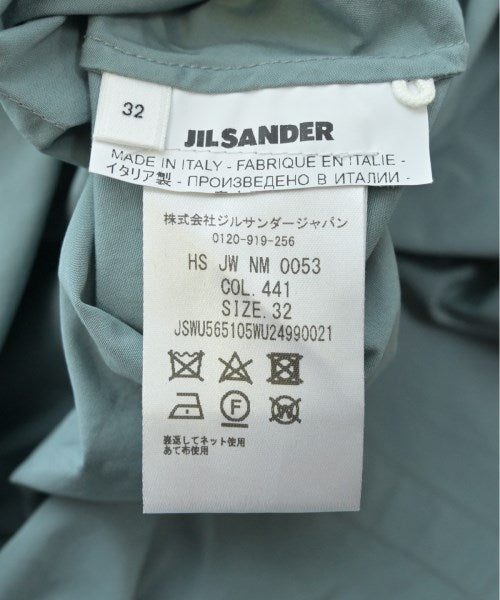 32
JIL SANDER
MADE IN ITALY - FABRIQUE EN ITALIE -
イタリア製 - ПРОИЗВЕДЕНО В ИТАЛИИ -
株式会社ジルサンダージャパン
0120-919-256
HS JW NM 0053
COL. 441
SIZE. 32
JSWU565105WU24990021
F
W
裏返してネット使用
あて布使用